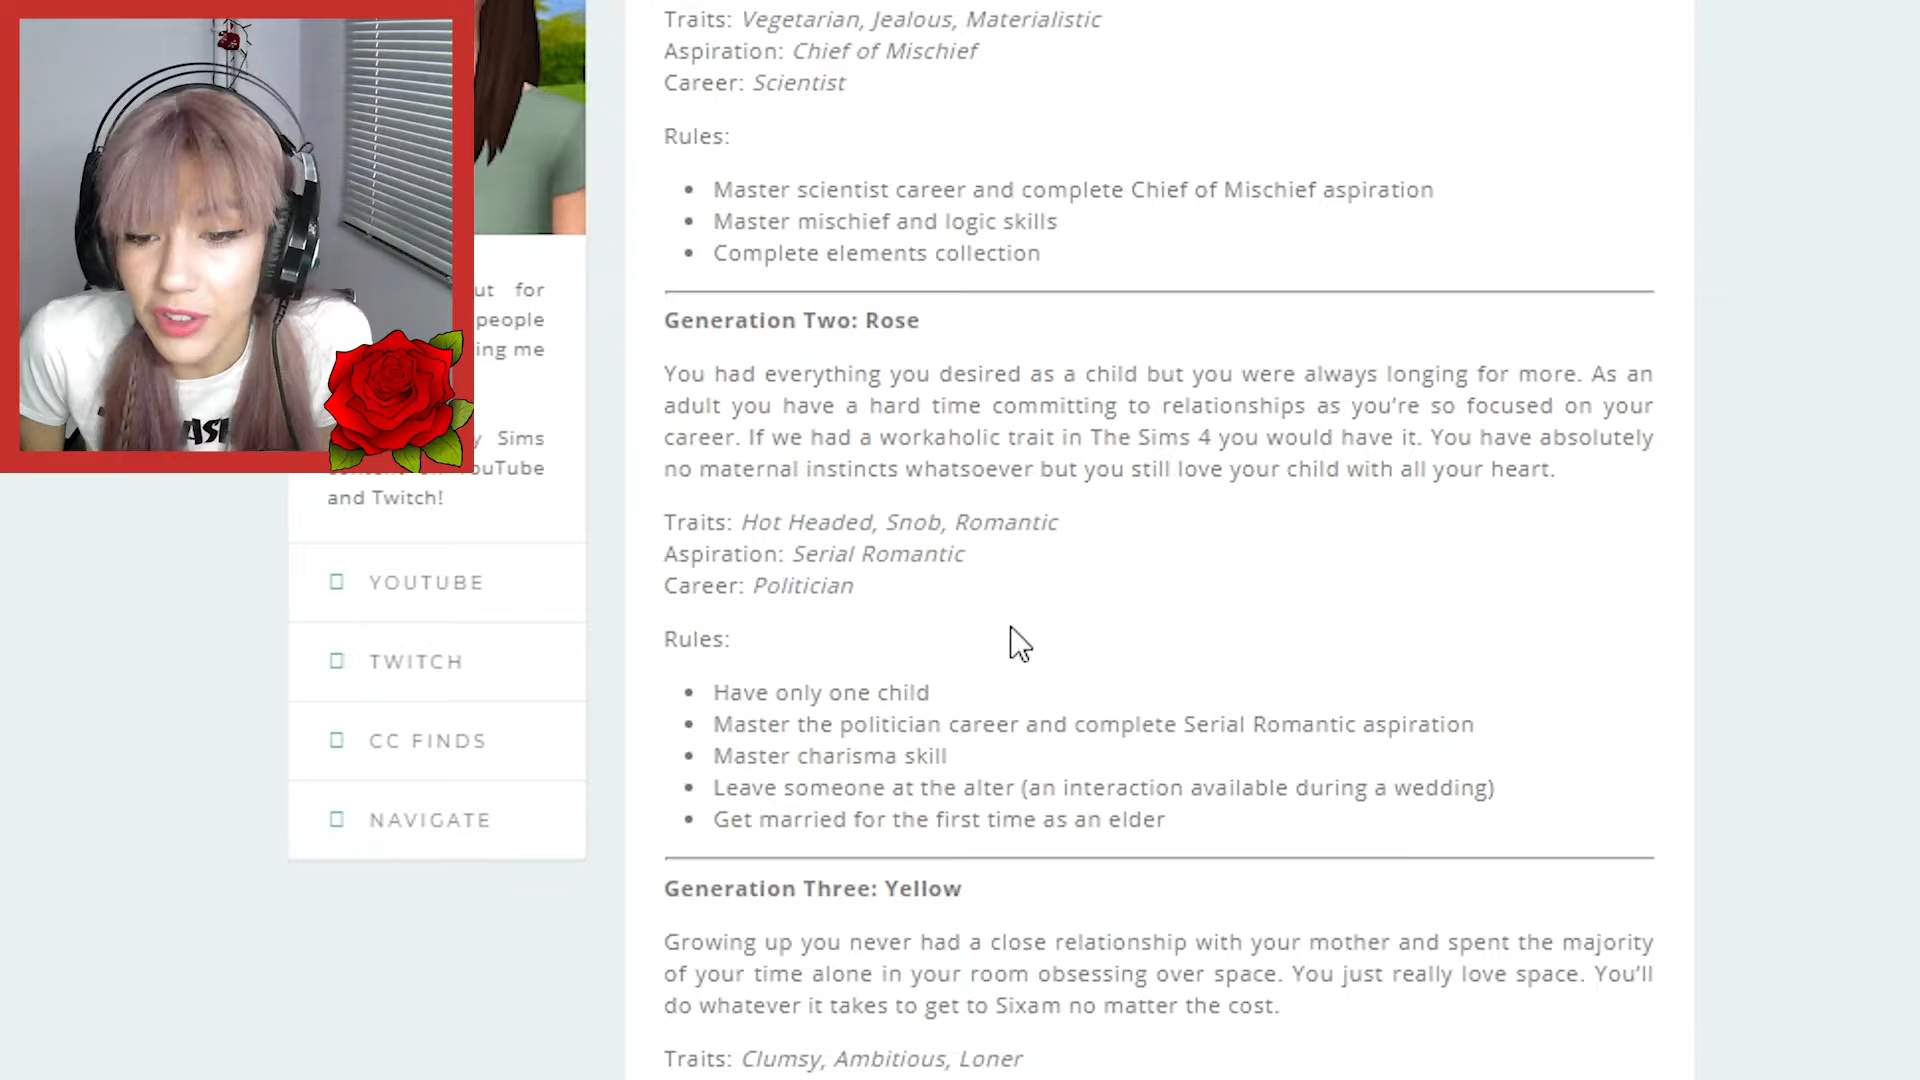 Traits: Vegetarian, Jealous, Materialistic
Aspiration: Chief of Mischief
Career: Scientist
Rules:
Master scientist career and complete Chief of Mischief aspiration
Master mischief and logic skills
Complete elements collection
Generation Two: Rose
You had everything you desired as a child but you were always longing for more. As an
adult you have a hard time committing to relationships as you're so focused on your
career. If we had a workaholic trait in The Sims 4 you would have it. You have absolutely
no maternal instincts whatsoever but you still love your child with all your heart.
Traits: Hot Headed, Snob, Romantic
Aspiration: Serial Romantic
Career: Politician
Rules:
Have only one child
Master the politician career and complete Serial Romantic aspiration
Master charisma skill
Leave someone at the alter (an interaction available during a wedding)
Get married for the first time as an elder
Generation Three: Yellow
Growing up you never had a close relationship with your mother and spent the majority
of your time alone in your room obsessing over space. You just really love space. You'll
do whatever it takes to get to Sixam no matter the cost.
Traits: Clumsy, Ambitious, Loner
ut for
people
ing me
y Sims
ouTube
and Twitch!
YOUTUBE
TWITCH
CC FINDS
NAVIGATE